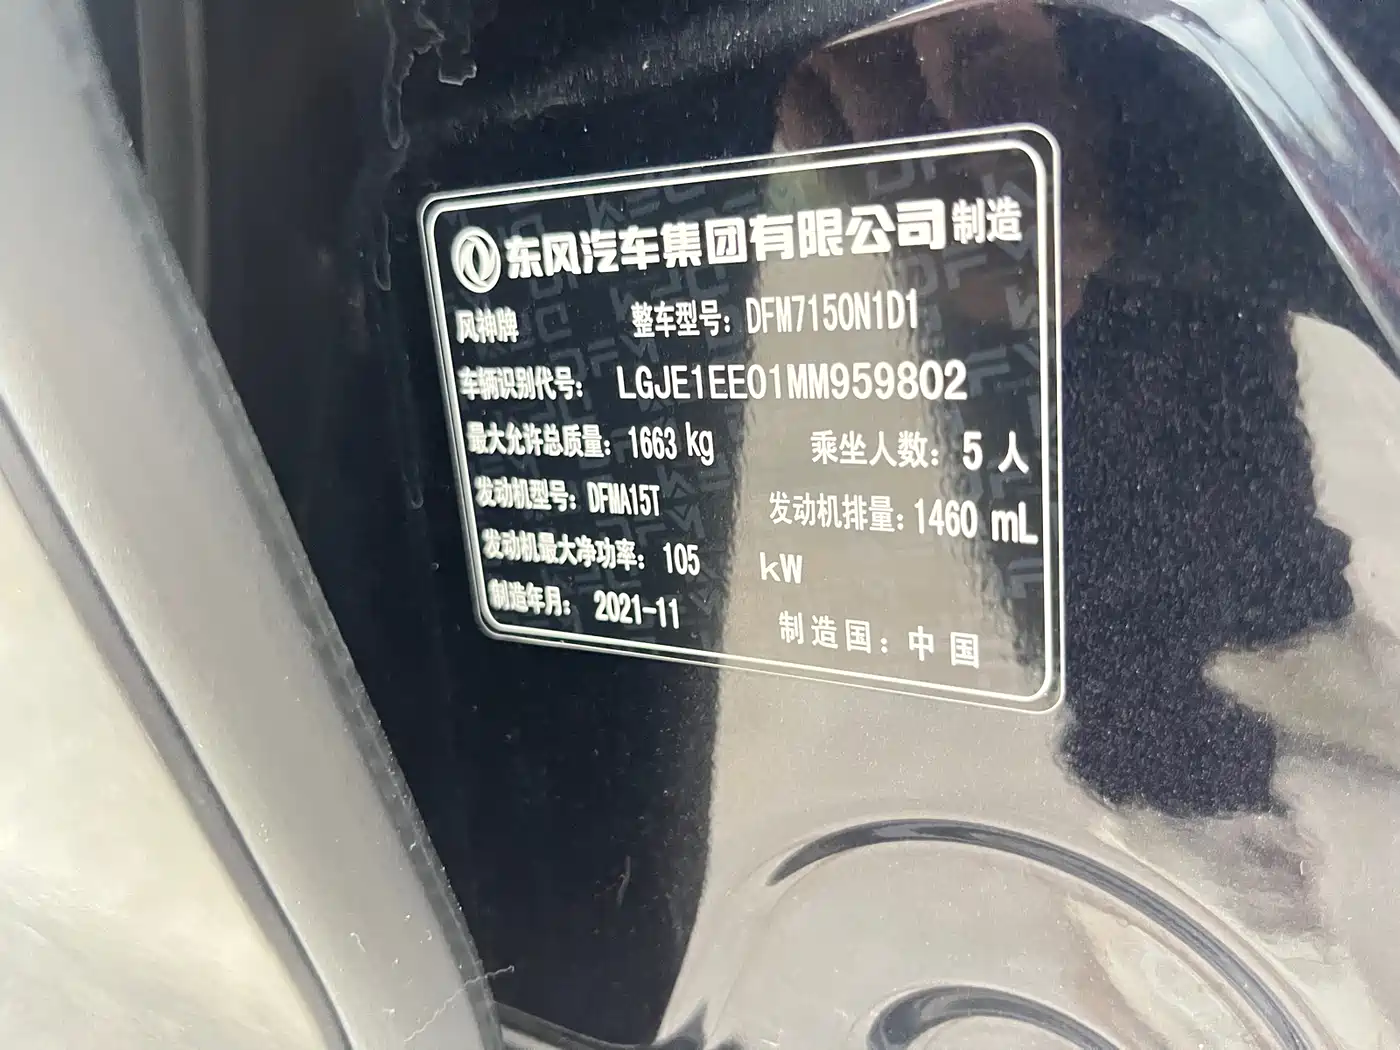 东风汽车集团有限公司制造
风神牌 整车型号：DFM7150N1D1
车辆识别代号：LGJE1EE01MM959802
最大允许总质量：1663 kg 乘坐人数：5 人
发动机型号：DFMA15T 发动机排量：1460 mL
发动机最大净功率：105 kW
制造年月：2021-11 制造国：中国